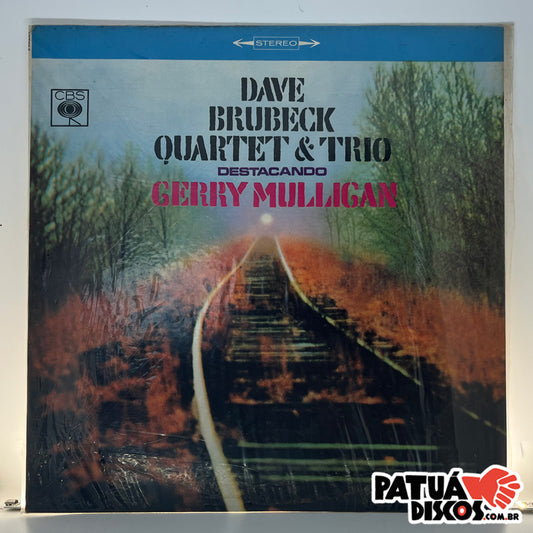 STEREO
CBS
DAVE
BRUBECK
QUARTET & TRIO
DESTACANDO
GERRY MULLIGAN
PATUÁ
DISCOS.COM.BR